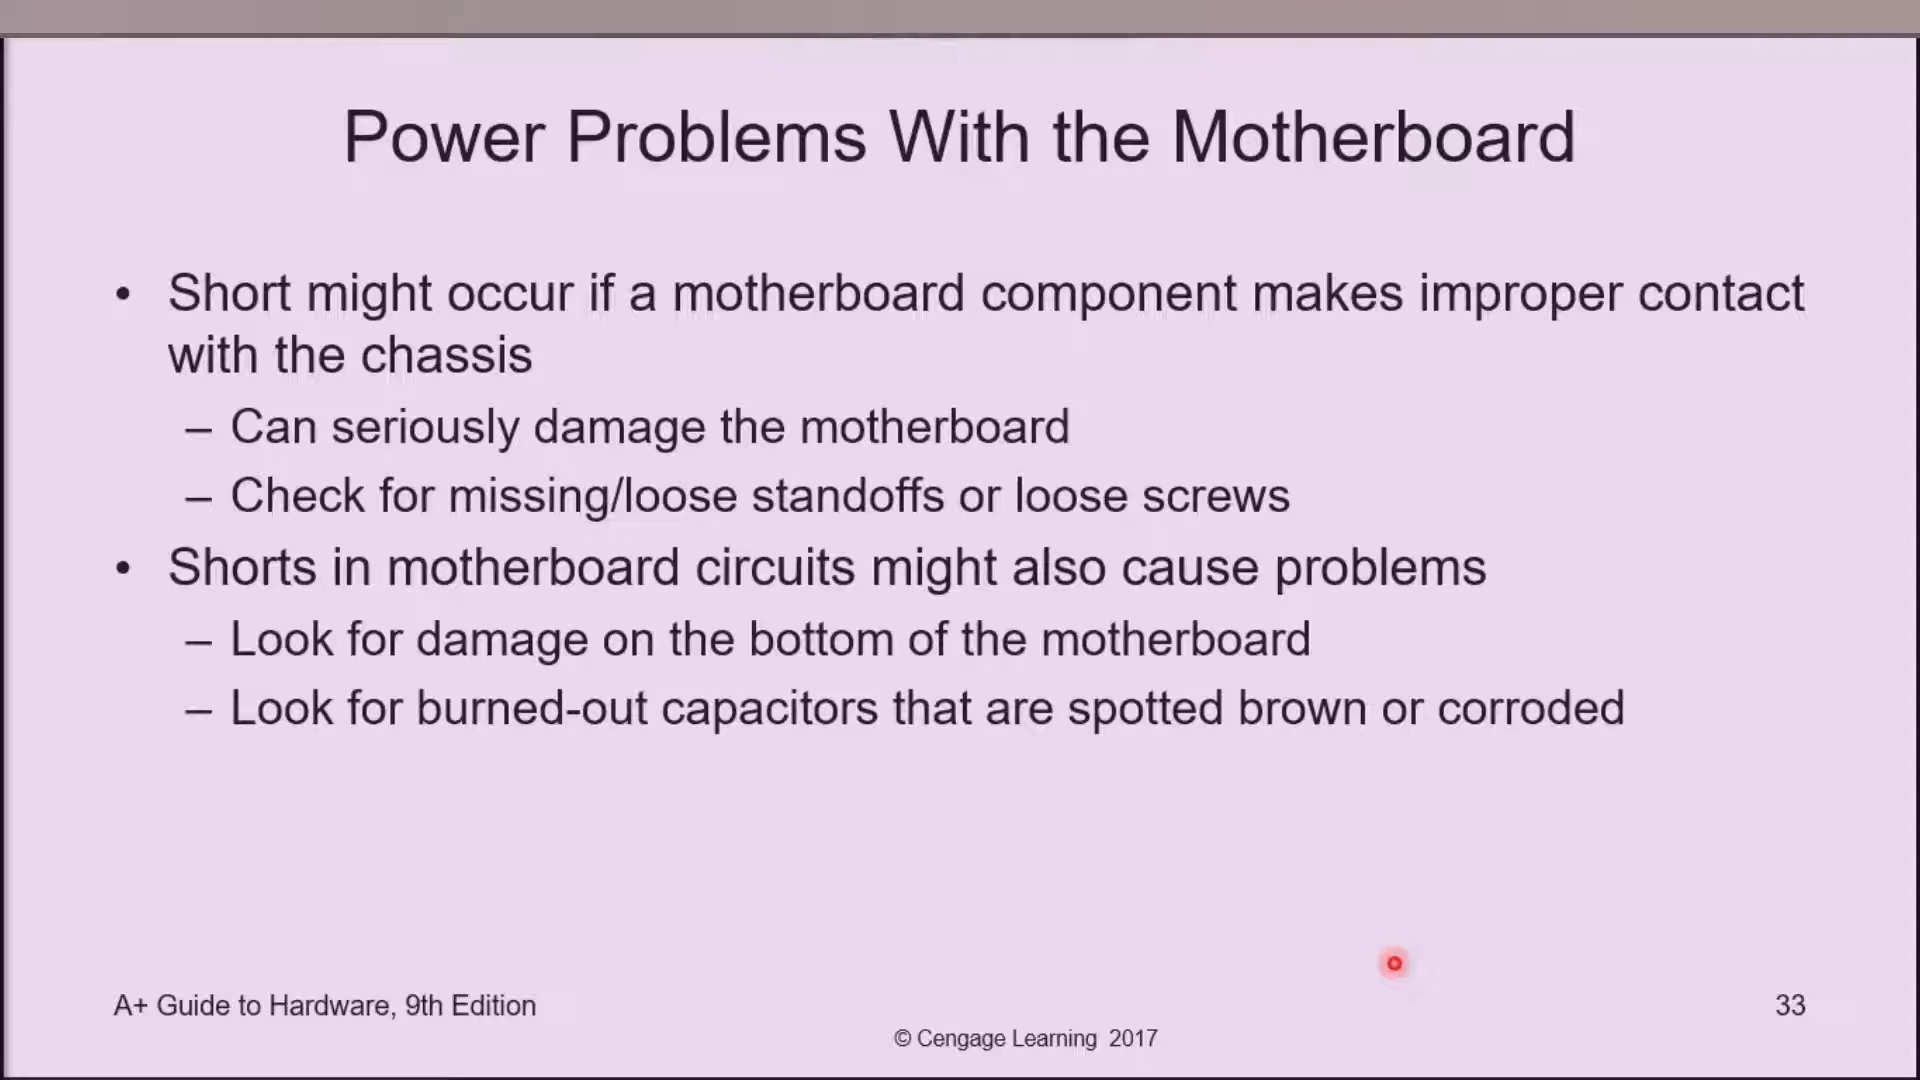 Power Problems With the Motherboard
• Short might occur if a motherboard component makes improper contact
with the chassis
– Can seriously damage the motherboard
– Check for missing/loose standoffs or loose screws
• Shorts in motherboard circuits might also cause problems
– Look for damage on the bottom of the motherboard
– Look for burned-out capacitors that are spotted brown or corroded
A+ Guide to Hardware, 9th Edition
33
© Cengage Learning 2017